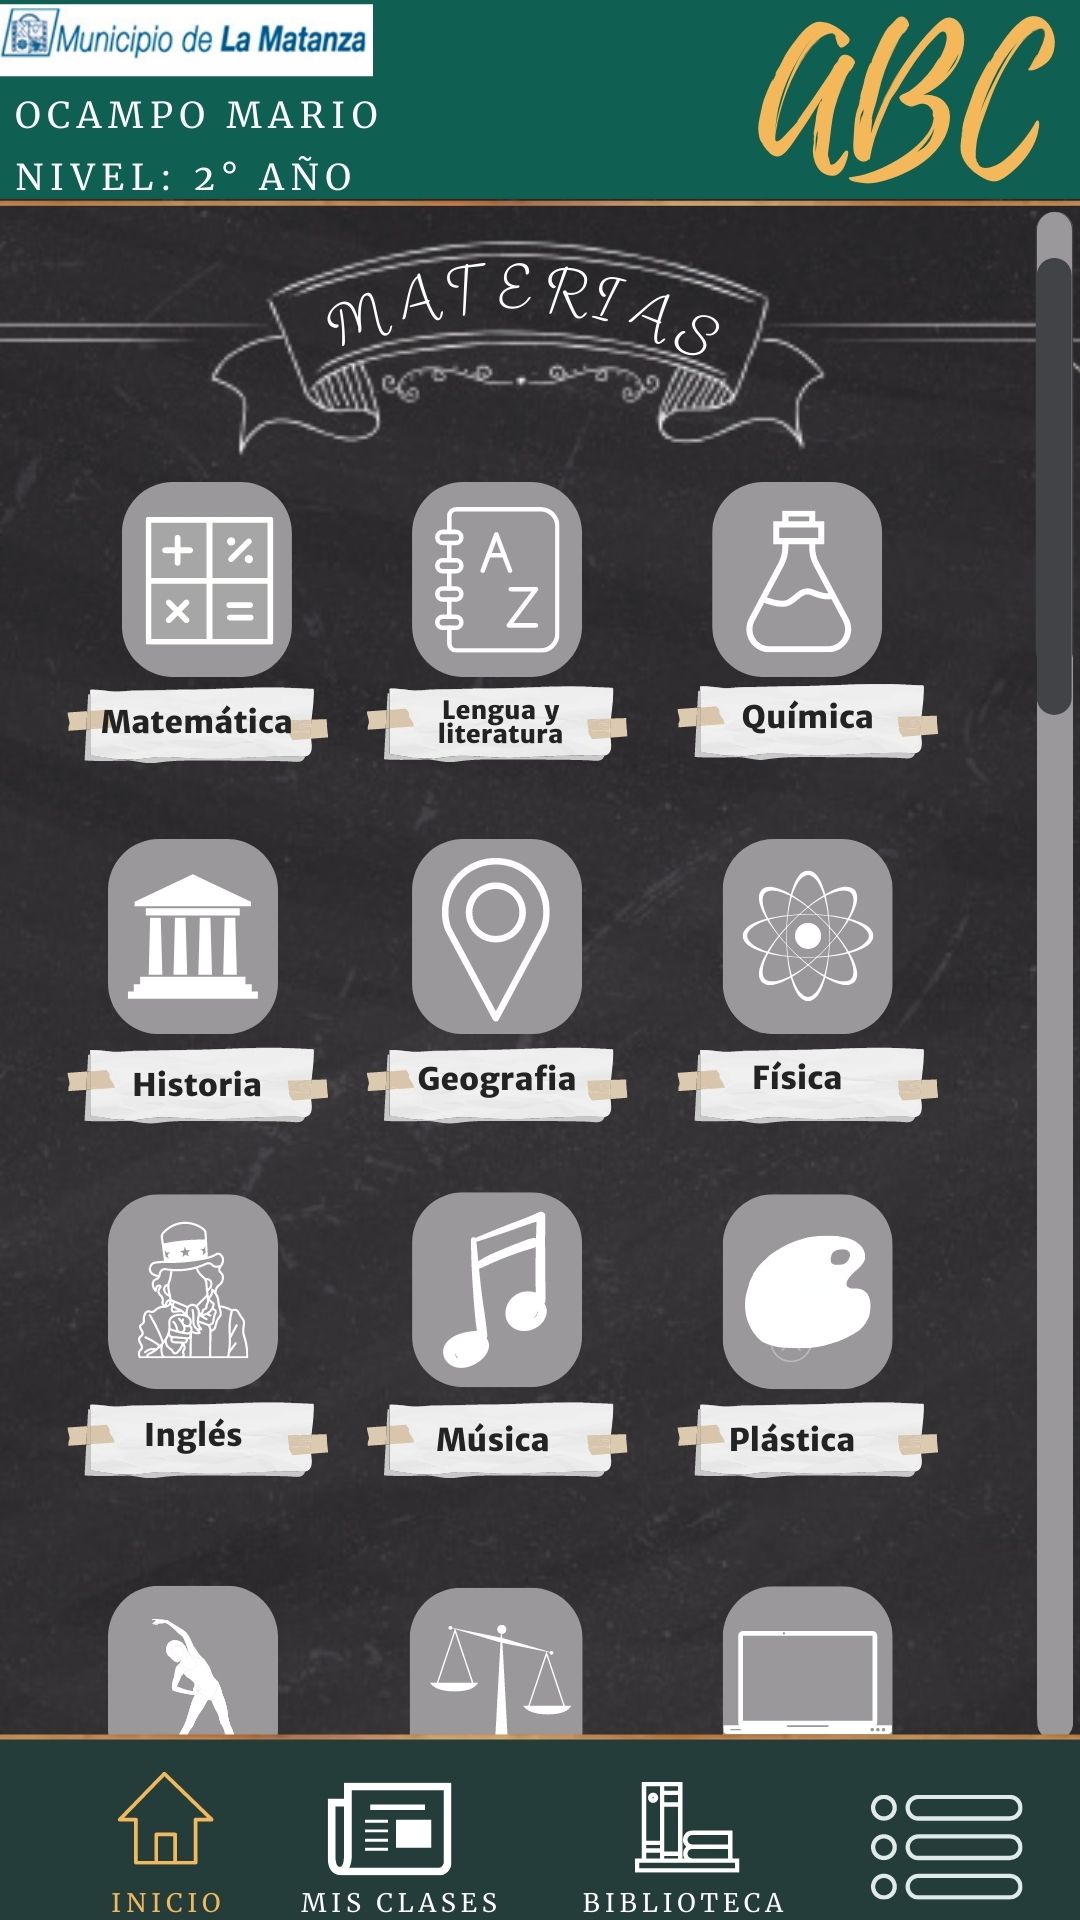 Municipio de La Matanza
OCAMPO MARIO
NIVEL: 2° AÑO
ABC
MATERIAS
A
Z
Matemática
Lengua y
literatura
Química
Historia
Geografia
Física
Inglés
Música
Plástica
INICIO
MIS CLASES
BIBLIOTECA